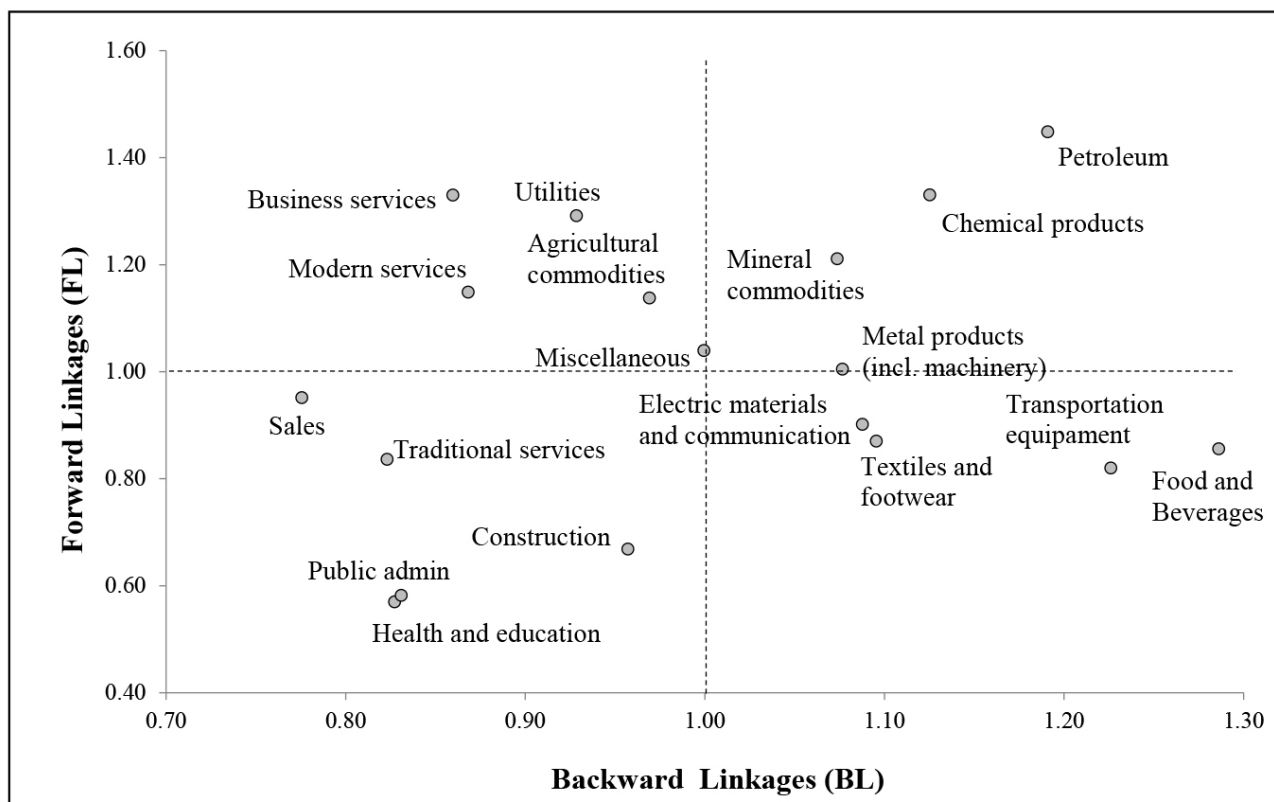 1.60
1.40
1.20
1.00
0.80
0.60
0.40
0.70
0.80
0.90
1.00
1.10
1.20
1.30
Forward Linkages (FL)
Backward Linkages (BL)
Petroleum
Business services
Utilities
Chemical products
Agricultural
commodities
Modern services
Mineral
commodities
Miscellaneous
Metal products
(incl. machinery)
Sales
Electric materials
and communication
Transportation
equipament
Traditional services
Textiles and
footwear
Food and
Beverages
Construction
Public admin
Health and education